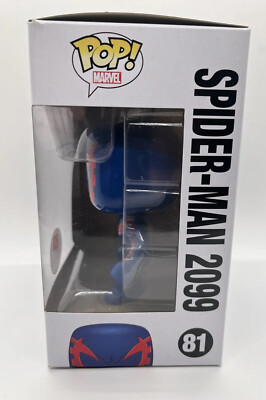 POP!
MARVEL
SPIDER-MAN 2099
81